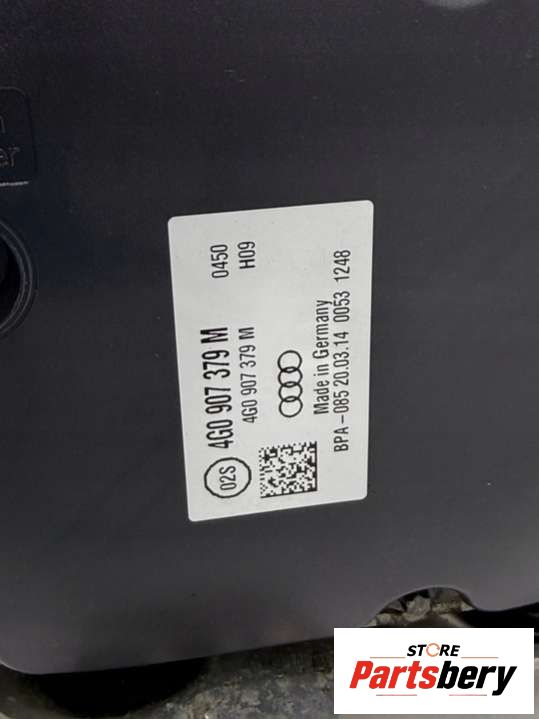 02S 4G0 907 379 M 0450
4G0 907 379 M H09
Made in Germany
BPA-085 20.03.14 0053 1248
STORE
Partsbery